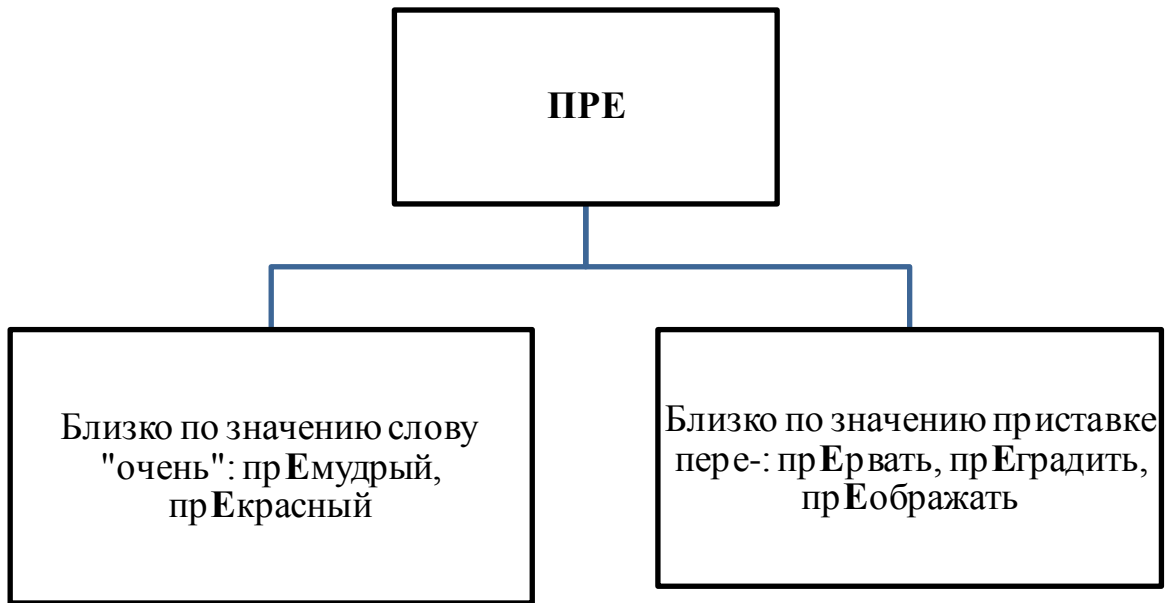 ПРЕ
Близко по значению слову
"очень": прЕмудрый,
прЕкрасный
Близко по значению приставке
пере-: прЕрвать, прЕградить,
прЕображать